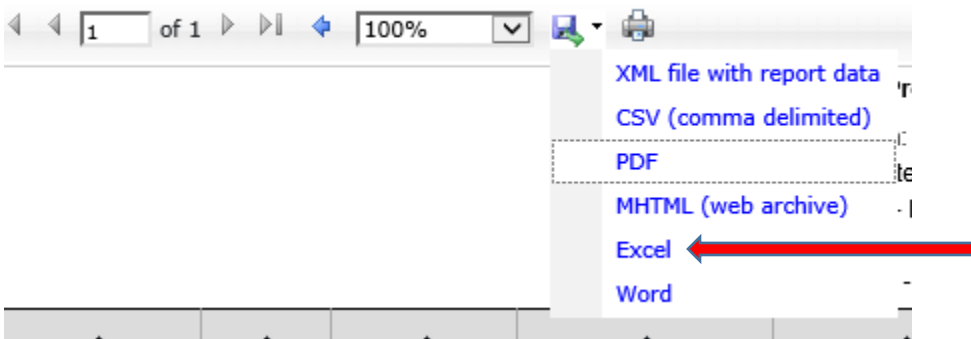 1 of 1 100%
XML file with report data
CSV (comma delimited)
PDF
MHTML (web archive)
Excel
Word